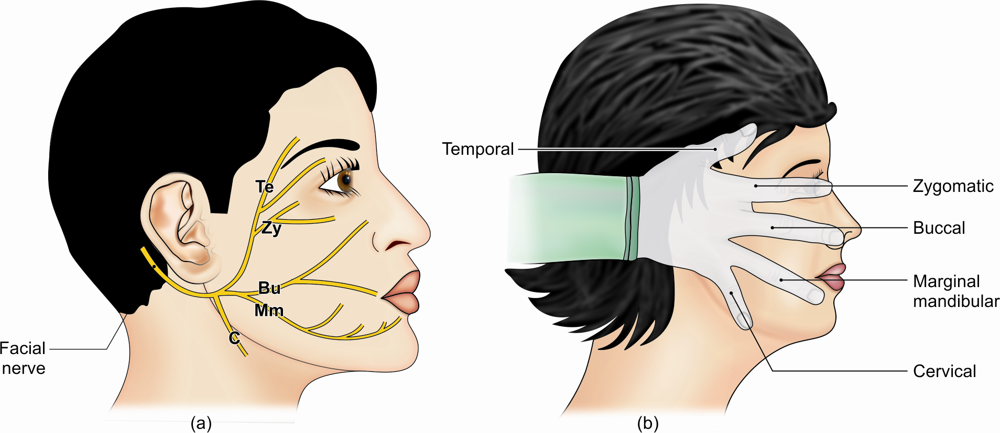 Te
Zy
Bu
Mm
C
Facial
nerve
(a)
Temporal
Zygomatic
Buccal
Marginal
mandibular
Cervical
(b)